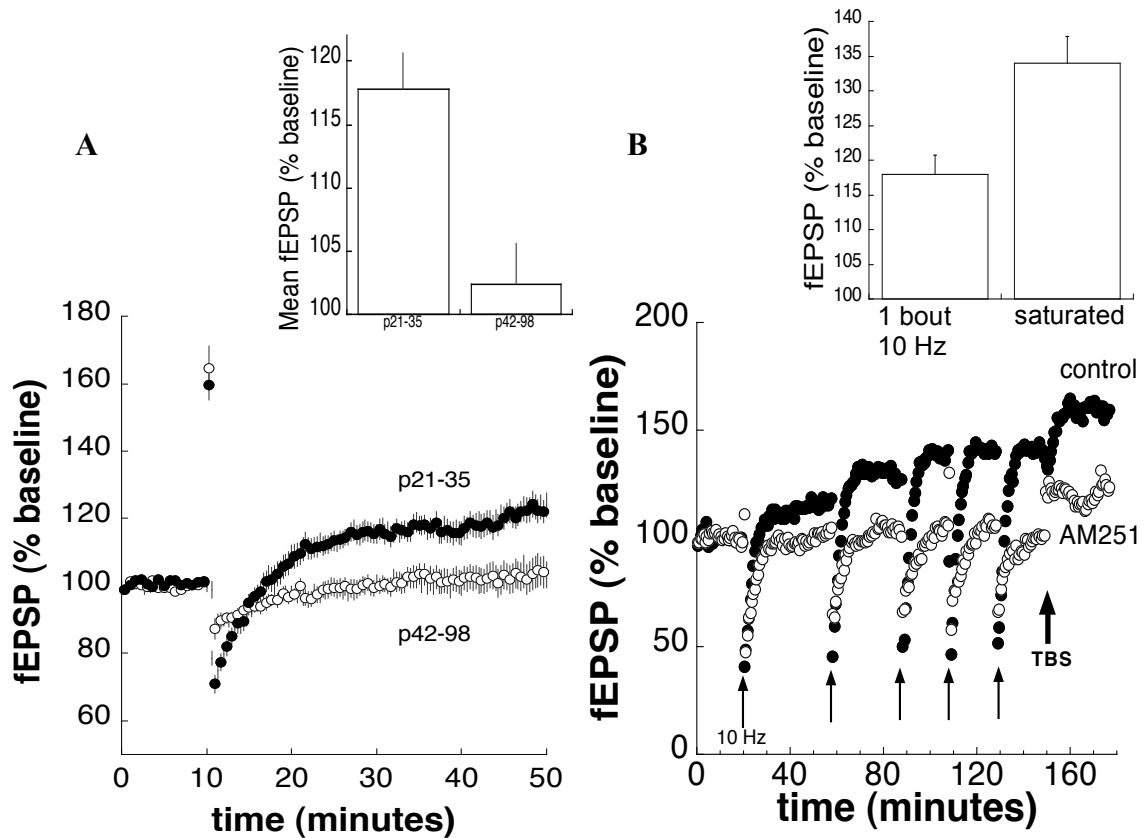 A
Mean fEPSP (% baseline)
120
115
110
105
100
p21-35
p42-98
fEPSP (% baseline)
180
160
140
120
100
80
60
p21-35
p42-98
0
10
20
30
40
50
time (minutes)
B
fEPSP (% baseline)
140
135
130
125
120
115
110
105
100
1 bout
10 Hz
saturated
fEPSP (% baseline)
200
150
100
50
0
control
AM251
TBS
10 Hz
0
40
80
120
160
time (minutes)